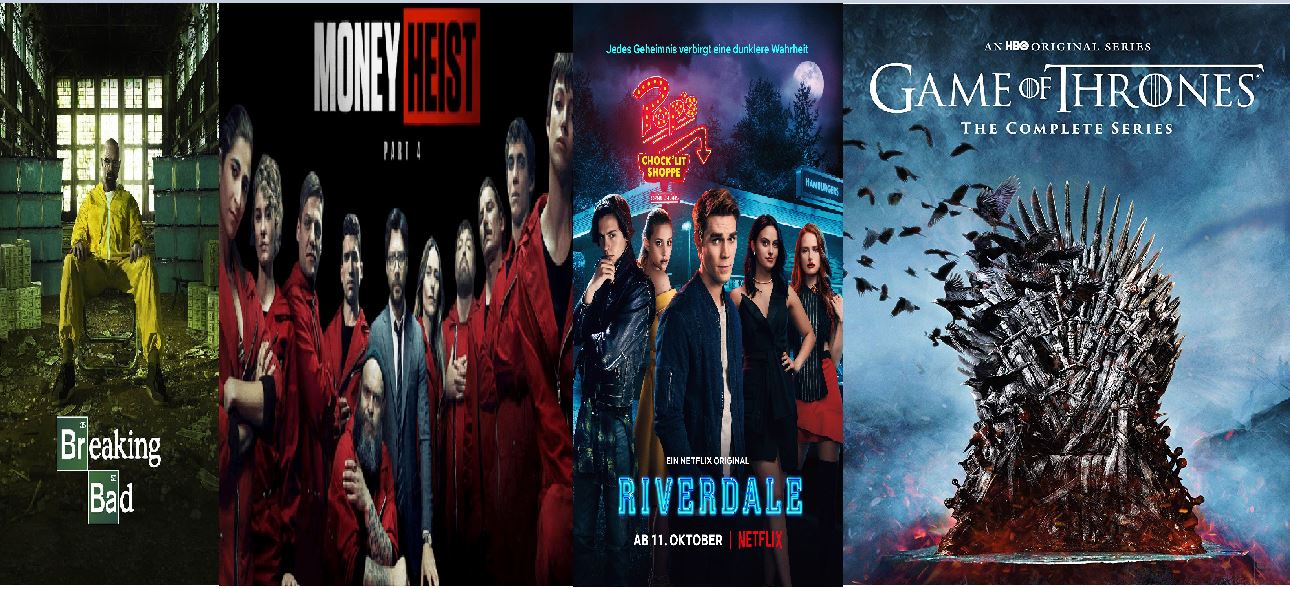 Breaking
Bad
MONEY HEIST
PART 4
Jedes Geheimnis verbirgt eine dunklere Wahrheit
Pop's
CHOCK'LIT
SHOPPE
HAMBURGERS
EIN NETFLIX ORIGINAL
RIVERDALE
AB 11. OKTOBER | NETFLIX
AN HBO ORIGINAL SERIES
GAME OF THRONES
THE COMPLETE SERIES